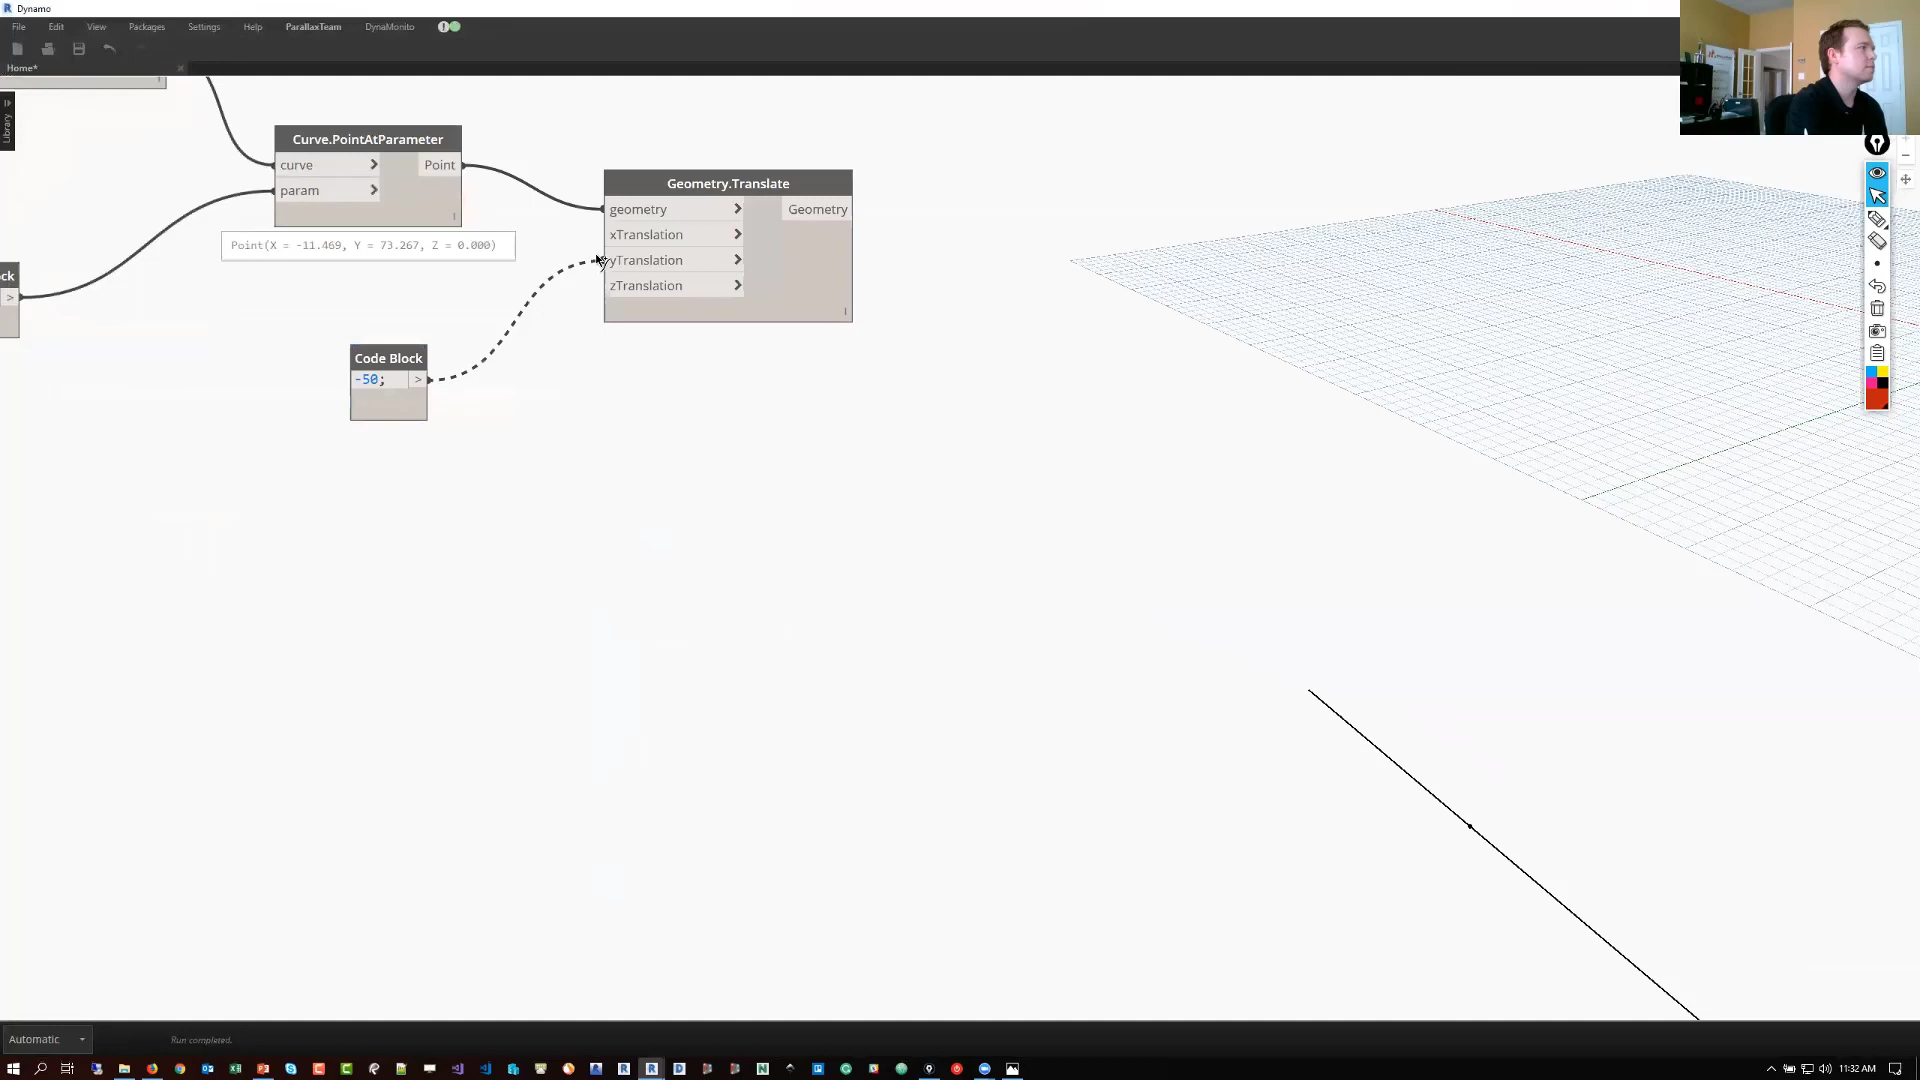 Dynamo
File Edit View Packages Settings Help ParallaxTeam DynaMonito
Home*
Library
Curve.PointAtParameter
curve > Point
param >
Point(X = -11.469, Y = 73.267, Z = 0.000)
Geometry.Translate
geometry > Geometry
xTranslation >
yTranslation >
zTranslation >
ck
>
Code Block
-50; >
Automatic Run completed.
11:32 AM